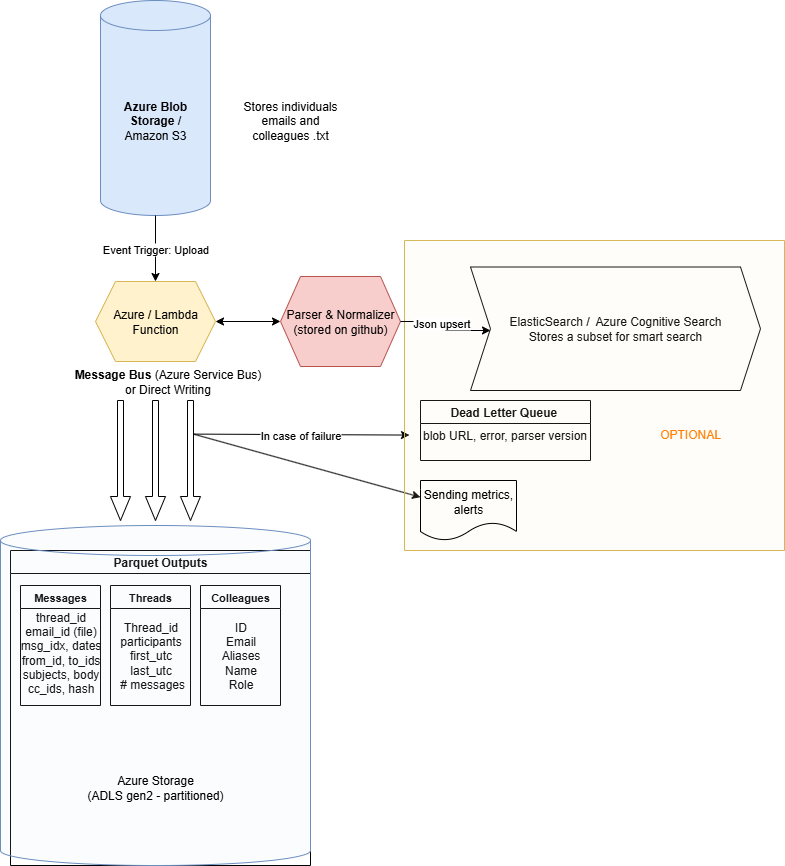 Azure Blob
Storage /
Amazon S3
Stores individuals
emails and
colleagues .txt
Event Trigger: Upload
Azure / Lambda
Function
Parser & Normalizer
(stored on github)
Json upsert
ElasticSearch /  Azure Cognitive Search
Stores a subset for smart search
Message Bus (Azure Service Bus)
or Direct Writing
In case of failure
Dead Letter Queue
blob URL, error, parser version
OPTIONAL
Sending metrics,
alerts
Parquet Outputs
Messages
thread_id
email_id (file)
msg_idx, dates
from_id, to_ids
subjects, body
cc_ids, hash
Threads
Thread_id
participants
first_utc
last_utc
# messages
Colleagues
ID
Email
Aliases
Name
Role
Azure Storage
(ADLS gen2 - partitioned)